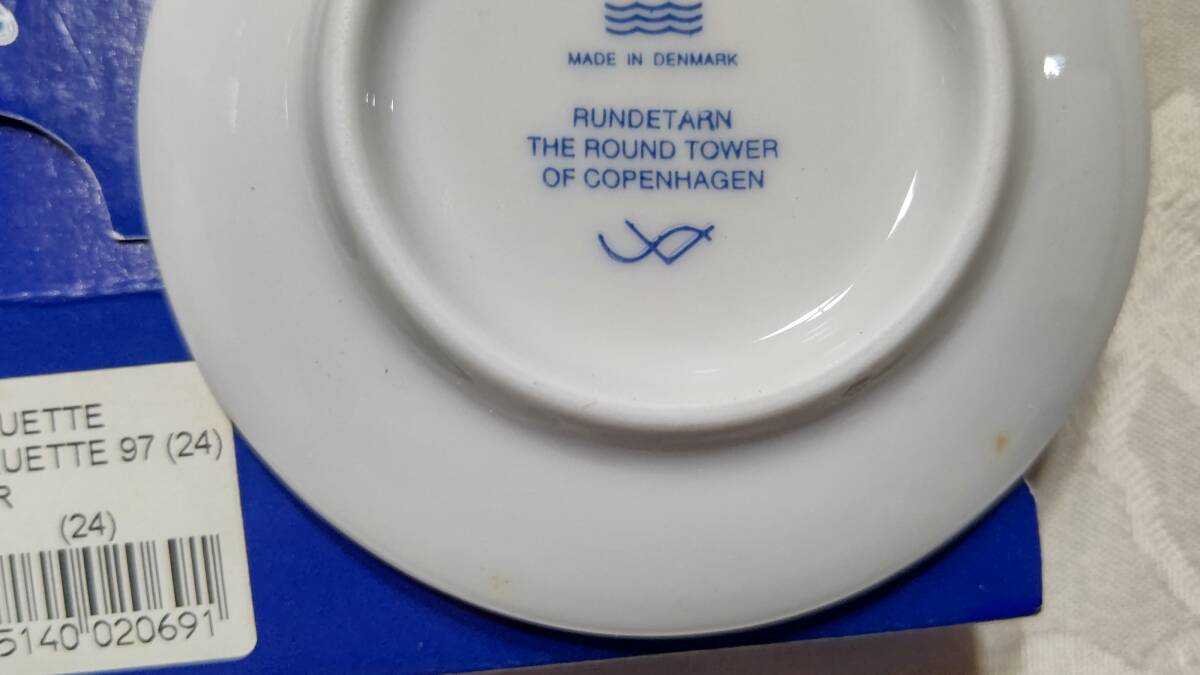 MADE IN DENMARK
RUNDETARN
THE ROUND TOWER
OF COPENHAGEN
UETTE
UETTE 97 (24)
R
(24)
5140 020691